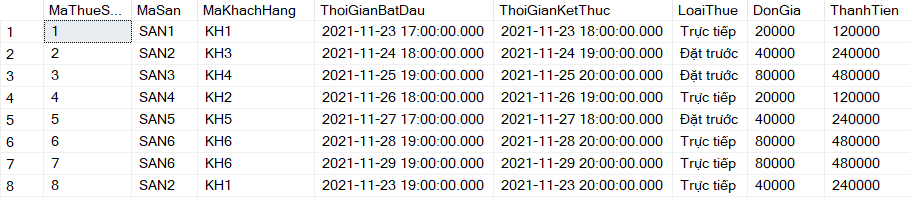 MaThueS... MaSan MaKhachHang ThoiGianBatDau ThoiGianKetThuc LoaiThue DonGia ThanhTien
1 1 SAN1 KH1 2021-11-23 17:00:00.000 2021-11-23 18:00:00.000 Trực tiếp 20000 120000
2 2 SAN2 KH3 2021-11-24 18:00:00.000 2021-11-24 19:00:00.000 Đặt trước 40000 240000
3 3 SAN3 KH4 2021-11-25 19:00:00.000 2021-11-25 20:00:00.000 Đặt trước 80000 480000
4 4 SAN4 KH2 2021-11-26 18:00:00.000 2021-11-26 19:00:00.000 Trực tiếp 20000 120000
5 5 SAN5 KH5 2021-11-27 17:00:00.000 2021-11-27 18:00:00.000 Đặt trước 40000 240000
6 6 SAN6 KH6 2021-11-28 19:00:00.000 2021-11-28 20:00:00.000 Trực tiếp 80000 480000
7 7 SAN6 KH6 2021-11-29 19:00:00.000 2021-11-29 20:00:00.000 Trực tiếp 80000 480000
8 8 SAN2 KH1 2021-11-23 19:00:00.000 2021-11-23 20:00:00.000 Trực tiếp 40000 240000